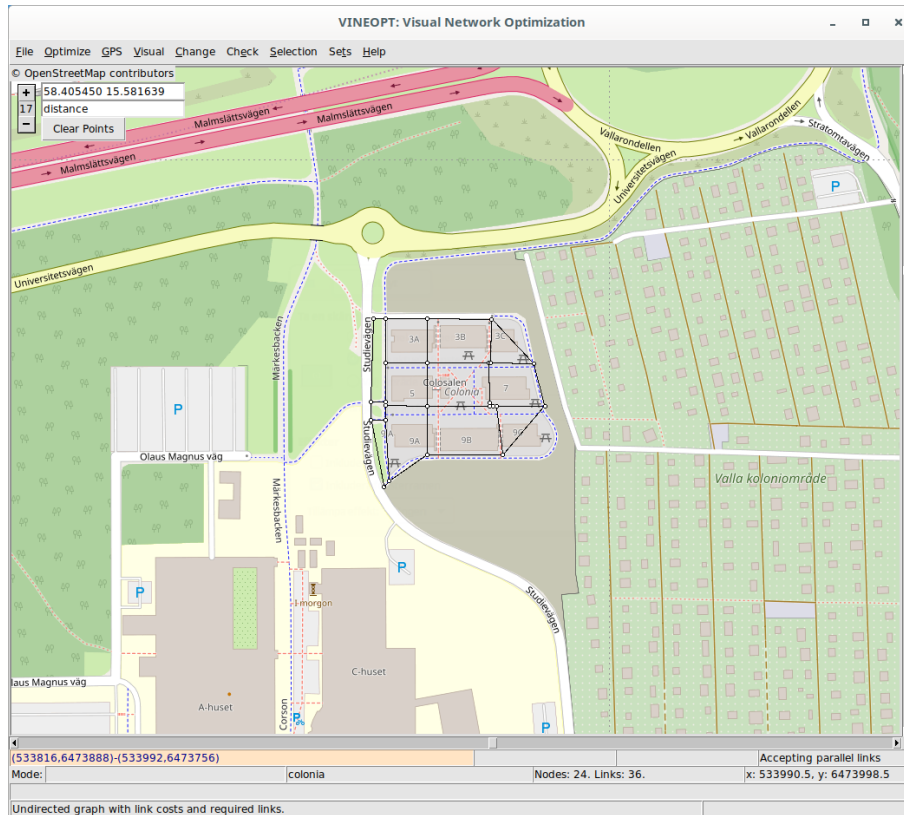 VINEOPT: Visual Network Optimization
File Optimize GPS Visual Change Check Selection Sets Help
© OpenStreetMap contributors
+ 58.405450 15.581639
17 distance
− Clear Points
Malmslättsvägen
Malmslättsvägen
Malmslättsvägen
Vallarondellen
Vallarondellen
Stratomtavägen
Universitetsvägen
P
Universitetsvägen
Märkesbacken
Studievägen
3A
3B
3C
Colosalen
Colonia
5
7
P
Studievägen
9A
9B
Olaus Magnus väg
Valla koloniområde
Märkesbacken
P
P
I morgon
Studievägen
C-huset
laus Magnus väg
A-huset
Corson
P
P
(533816,6473888)-(533992,6473756) Accepting parallel links
Mode: colonia Nodes: 24. Links: 36. x: 533990.5, y: 6473998.5
Undirected graph with link costs and required links.